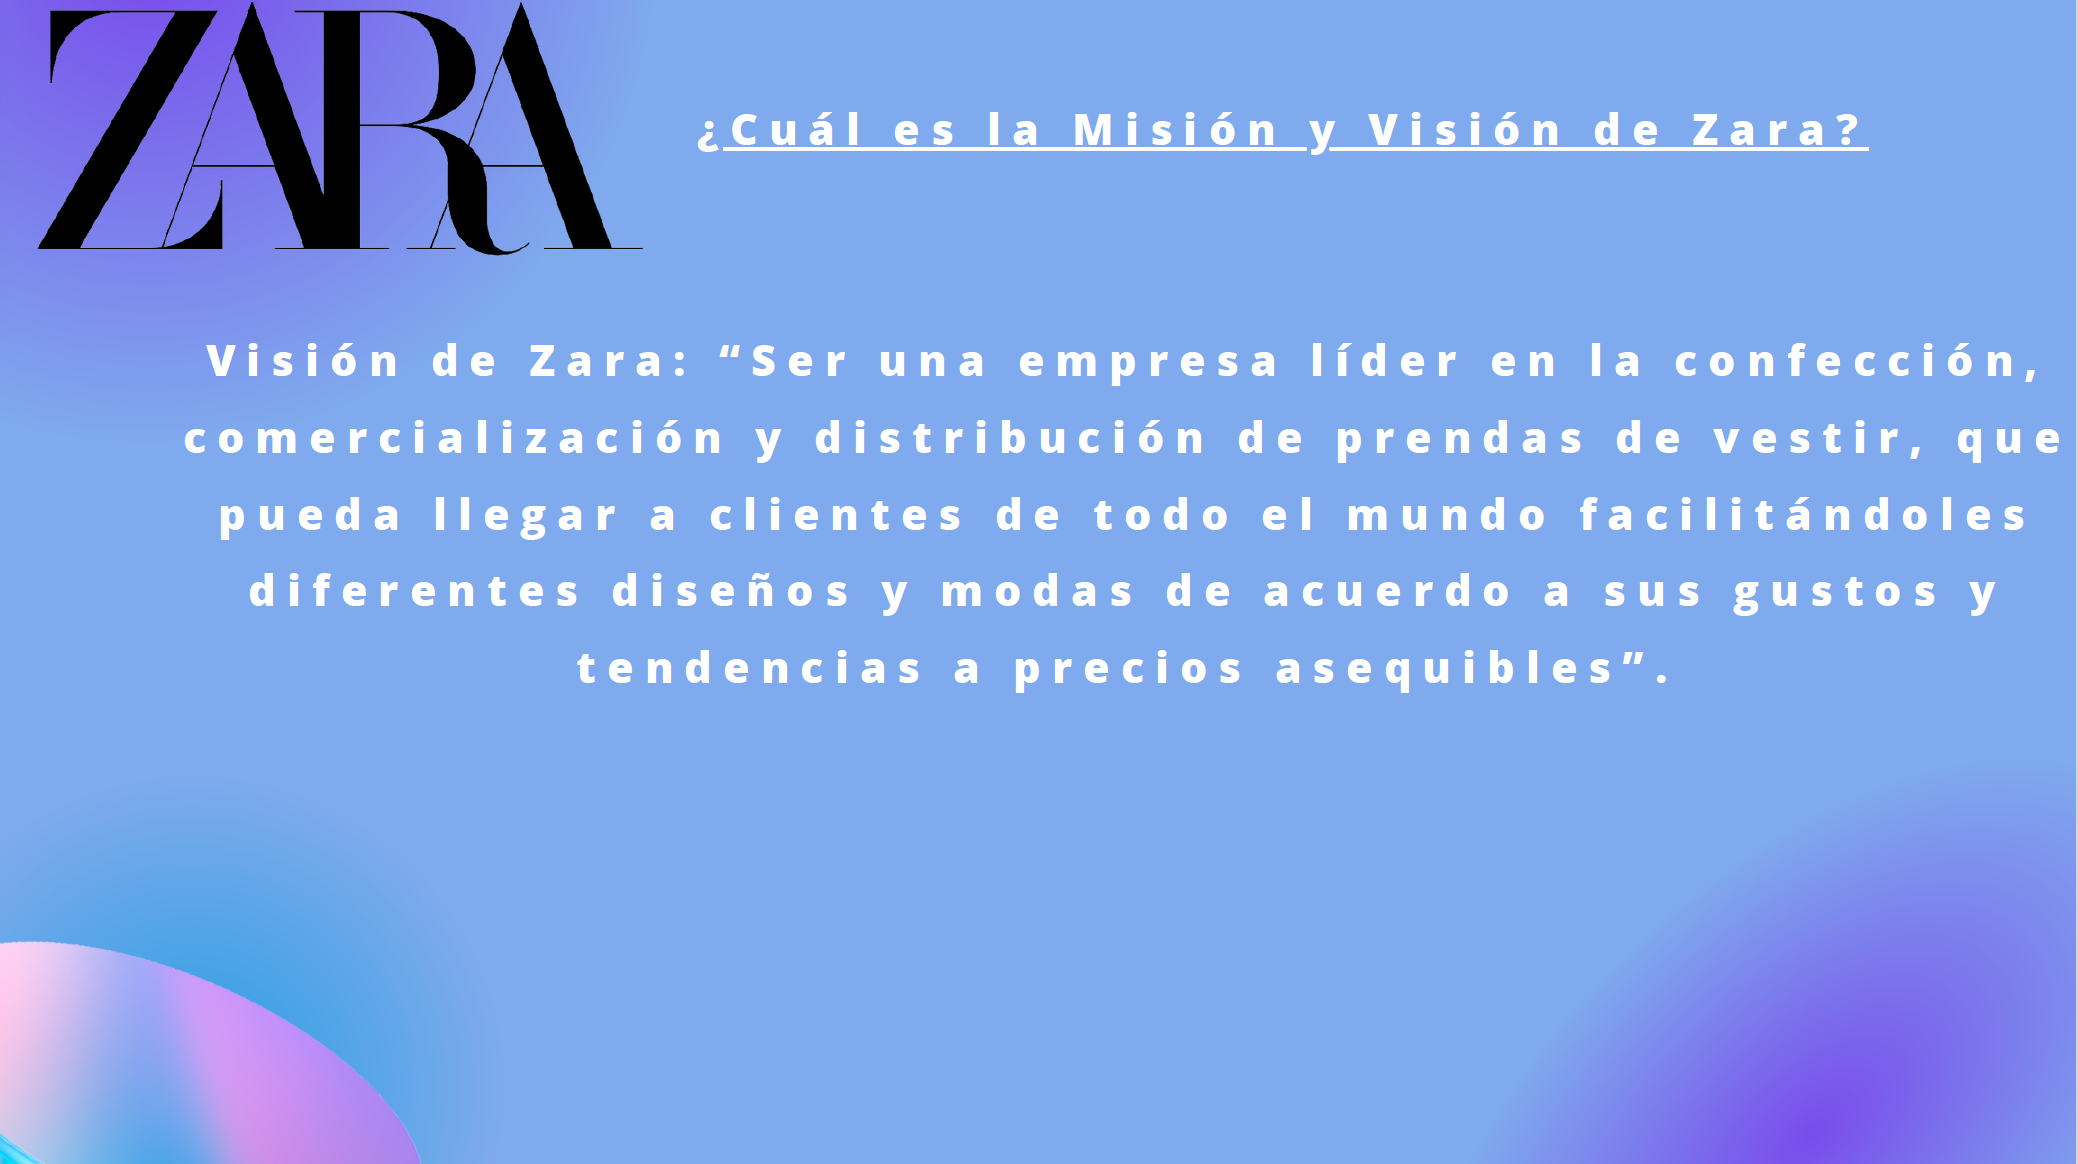 ZARA
¿Cuál es la Misión y Visión de Zara?
Visión de Zara: “Ser una empresa líder en la confección,
comercialización y distribución de prendas de vestir, que
pueda llegar a clientes de todo el mundo facilitándoles
diferentes diseños y modas de acuerdo a sus gustos y
tendencias a precios asequibles”.